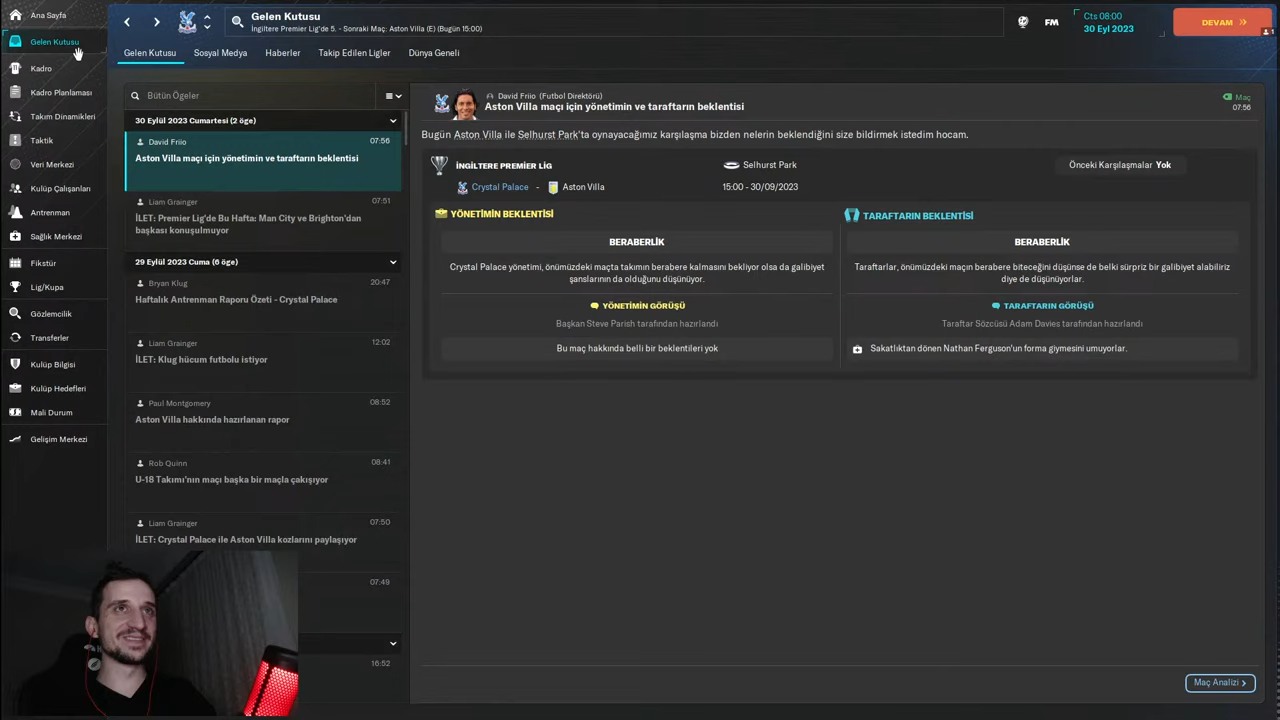 Ana Sayfa
Gelen Kutusu
Kadro
Kadro Planlaması
Takım Dinamikleri
Taktik
Veri Merkezi
Kulüp Çalışanları
Antrenman
Sağlık Merkezi
Fikstür
Lig/Kupa
Gözlemcilik
Transferler
Kulüp Bilgisi
Kulüp Hedefleri
Mali Durum
Gelişim Merkezi
Gelen Kutusu
İngiltere Premier Lig'de 5. - Sonraki Maç: Aston Villa (E) (Bugün 15:00)
FM
Cts 08:00
30 Eyl 2023
DEVAM
1
Gelen Kutusu
Sosyal Medya
Haberler
Takip Edilen Ligler
Dünya Geneli
Bütün Ögeler
30 Eylül 2023 Cumartesi (2 öge)
David Friio
07:56
Aston Villa maçı için yönetimin ve taraftarın beklentisi
Liam Grainger
07:51
İLET: Premier Lig'de Bu Hafta: Man City ve Brighton'dan
başkası konuşulmuyor
29 Eylül 2023 Cuma (6 öge)
Bryan Klug
20:47
Haftalık Antrenman Raporu Özeti - Crystal Palace
Liam Grainger
12:02
İLET: Klug hücum futbolu istiyor
Paul Montgomery
08:52
Aston Villa hakkında hazırlanan rapor
Rob Quinn
08:41
U-18 Takımı'nın maçı başka bir maçla çakışıyor
Liam Grainger
07:50
İLET: Crystal Palace ile Aston Villa kozlarını paylaşıyor
07:49
16:52
David Friio (Futbol Direktörü)
Aston Villa maçı için yönetimin ve taraftarın beklentisi
Maç
07:56
Bugün Aston Villa ile Selhurst Park'ta oynayacağımız karşılaşma bizden nelerin beklendiğini size bildirmek istedim hocam.
İNGİLTERE PREMIER LİG
Selhurst Park
Önceki Karşılaşmalar Yok
Crystal Palace - Aston Villa
15:00 - 30/09/2023
YÖNETİMİN BEKLENTİSİ
BERABERLİK
Crystal Palace yönetimi, önümüzdeki maçta takımın berabere kalmasını bekliyor olsa da galibiyet
şanslarının da olduğunu düşünüyor.
YÖNETİMİN GÖRÜŞÜ
Başkan Steve Parish tarafından hazırlandı
Bu maç hakkında belli bir beklentileri yok
TARAFTARIN BEKLENTİSİ
BERABERLİK
Taraftarlar, önümüzdeki maçın berabere biteceğini düşünse de belki sürpriz bir galibiyet alabiliriz
diye de düşünüyorlar.
TARAFTARIN GÖRÜŞÜ
Taraftar Sözcüsü Adam Davies tarafından hazırlandı
Sakatlıktan dönen Nathan Ferguson'un forma giymesini umuyorlar.
Maç Analizi